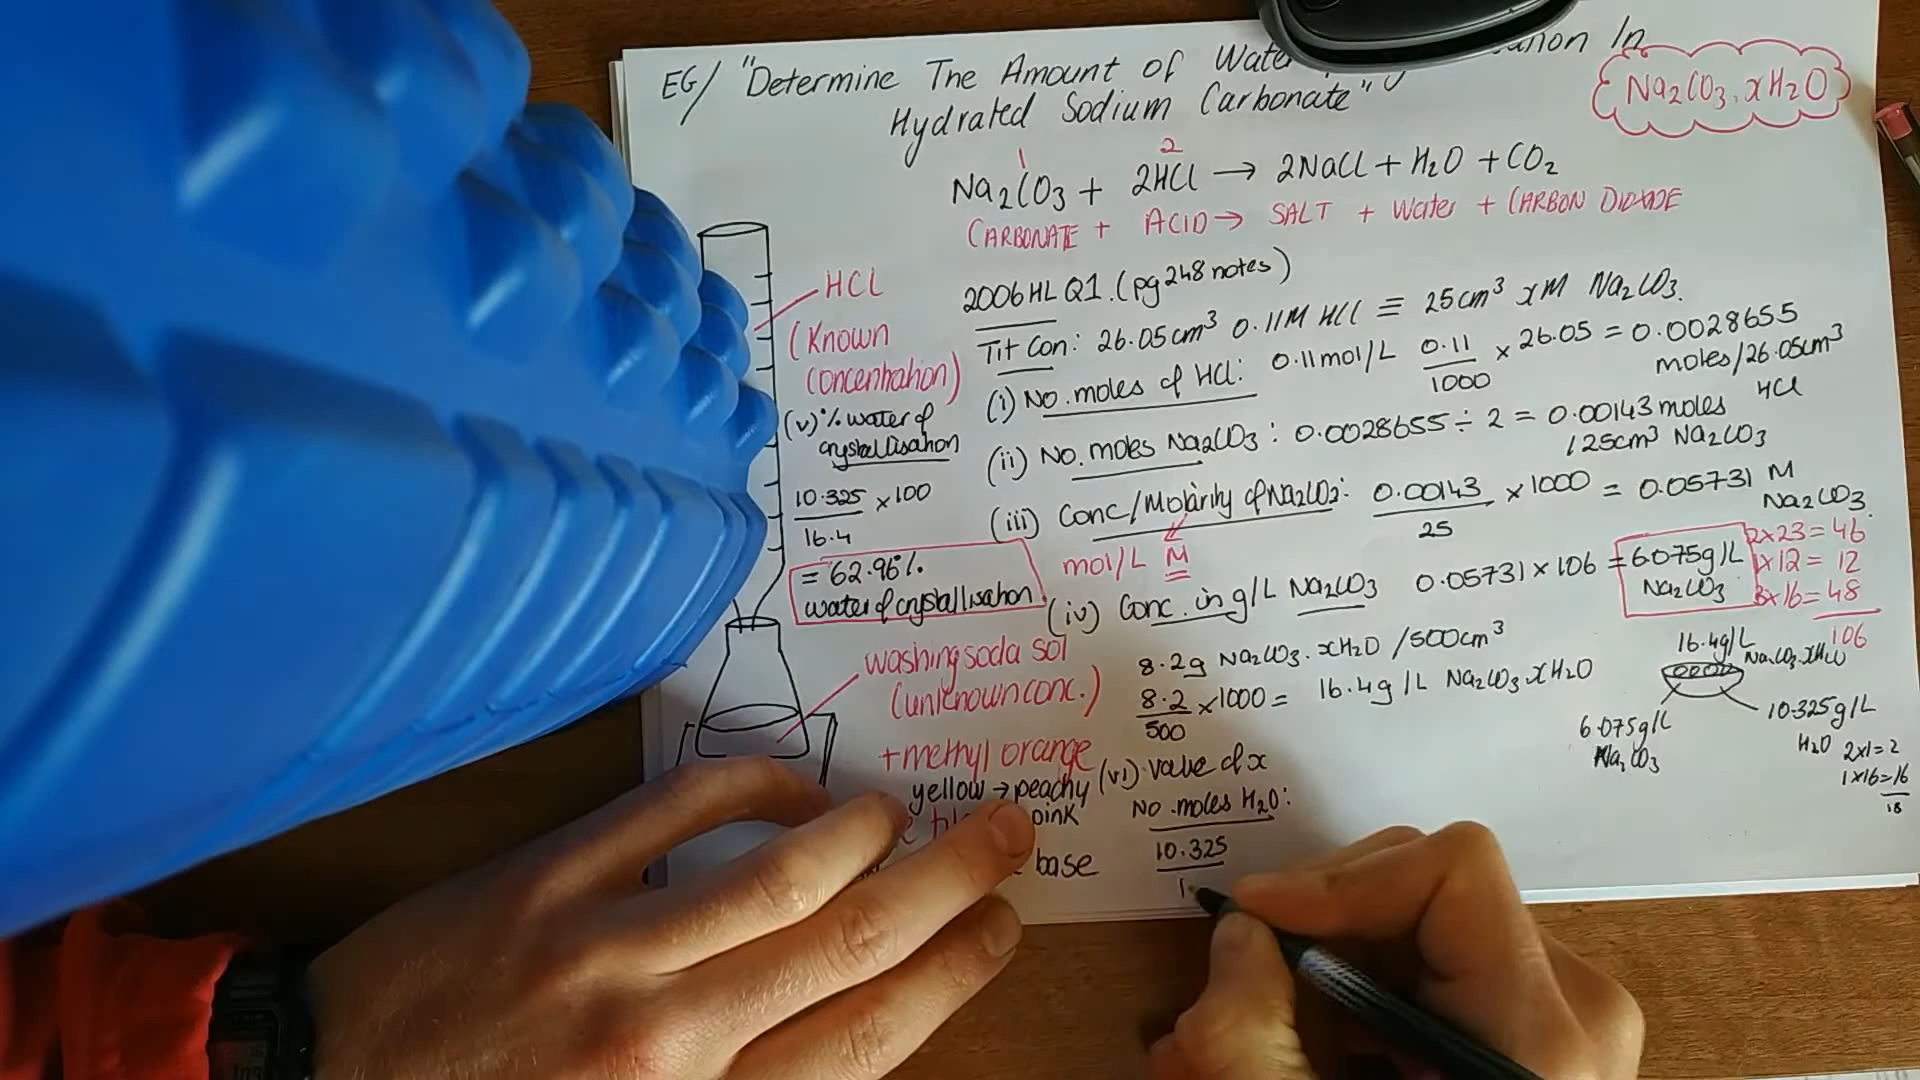 EG/ "Determine The Amount of Wate ation In
Hydrated Sodium Carbonate"
Na2CO3.xH2O
1 2
Na2CO3 + 2HCl → 2NaCl + H2O + CO2
CARBONATE + ACID → SALT + Water + CARBON DIOXIDE
2006 HL Q1. (pg 248 notes)
Tit Con: 26.05cm3 0.11M HCl ≡ 25cm3 xM Na2CO3.
(i) No. moles of HCl: 0.11mol/L 0.11/1000 × 26.05 = 0.0028655
moles/26.05cm3
HCl
(ii) No. moles Na2CO3: 0.0028655 ÷ 2 = 0.00143 moles
/25cm3 Na2CO3
(iii) Conc/Molarity of Na2CO2: 0.00143/25 × 1000 = 0.05731 M
Na2CO3.
mol/L M
(iv) Conc. in g/L Na2CO3 0.05731 × 106 = 6.075g/L
Na2CO3
2x23 = 46
1x12 = 12
3x16 = 48
106
8.2g Na2CO3.xH2O /500cm3
8.2/500 ×1000 = 16.4g /L Na2CO3.xH2O
16.4g/L
Na2CO3.xH2O
6.075g/L
Na2CO3
10.325g/L
H2O
2x1=2
1x16=16
18
HCl
(Known
Concentration)
(v) % water of
crystallisation
10.325/16.4 × 100
= 62.96%
water of crystallisation
washing soda sol
(unknown conc.)
+ methyl orange
yellow → peachy
pink
base
(vi) value of x
No. moles H2O:
10.325
1